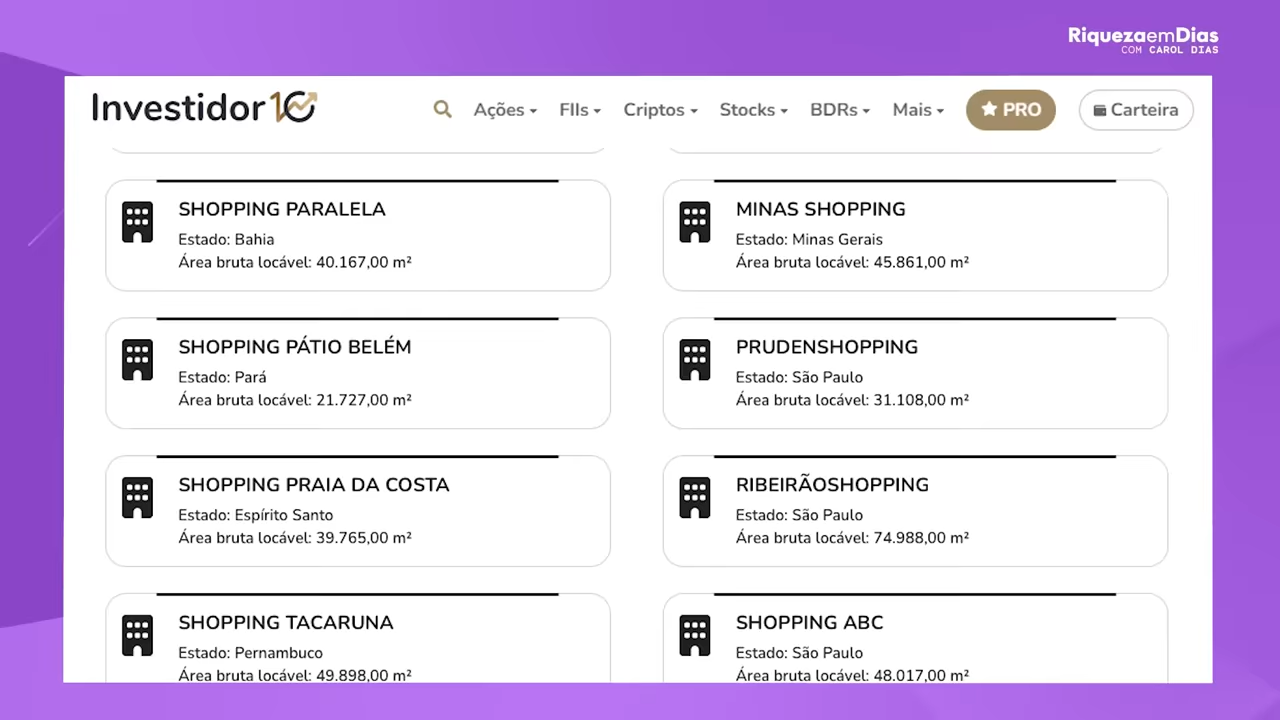 RiquezaemDias
COM CAROL DIAS
Investidor 10
Ações
FIIs
Criptos
Stocks
BDRs
Mais
PRO
Carteira
SHOPPING PARALELA
Estado: Bahia
Área bruta locável: 40.167,00 m²
MINAS SHOPPING
Estado: Minas Gerais
Área bruta locável: 45.861,00 m²
SHOPPING PÁTIO BELÉM
Estado: Pará
Área bruta locável: 21.727,00 m²
PRUDENSHOPPING
Estado: São Paulo
Área bruta locável: 31.108,00 m²
SHOPPING PRAIA DA COSTA
Estado: Espírito Santo
Área bruta locável: 39.765,00 m²
RIBEIRÃOSHOPPING
Estado: São Paulo
Área bruta locável: 74.988,00 m²
SHOPPING TACARUNA
Estado: Pernambuco
Área bruta locável: 49.898,00 m²
SHOPPING ABC
Estado: São Paulo
Área bruta locável: 48.017,00 m²